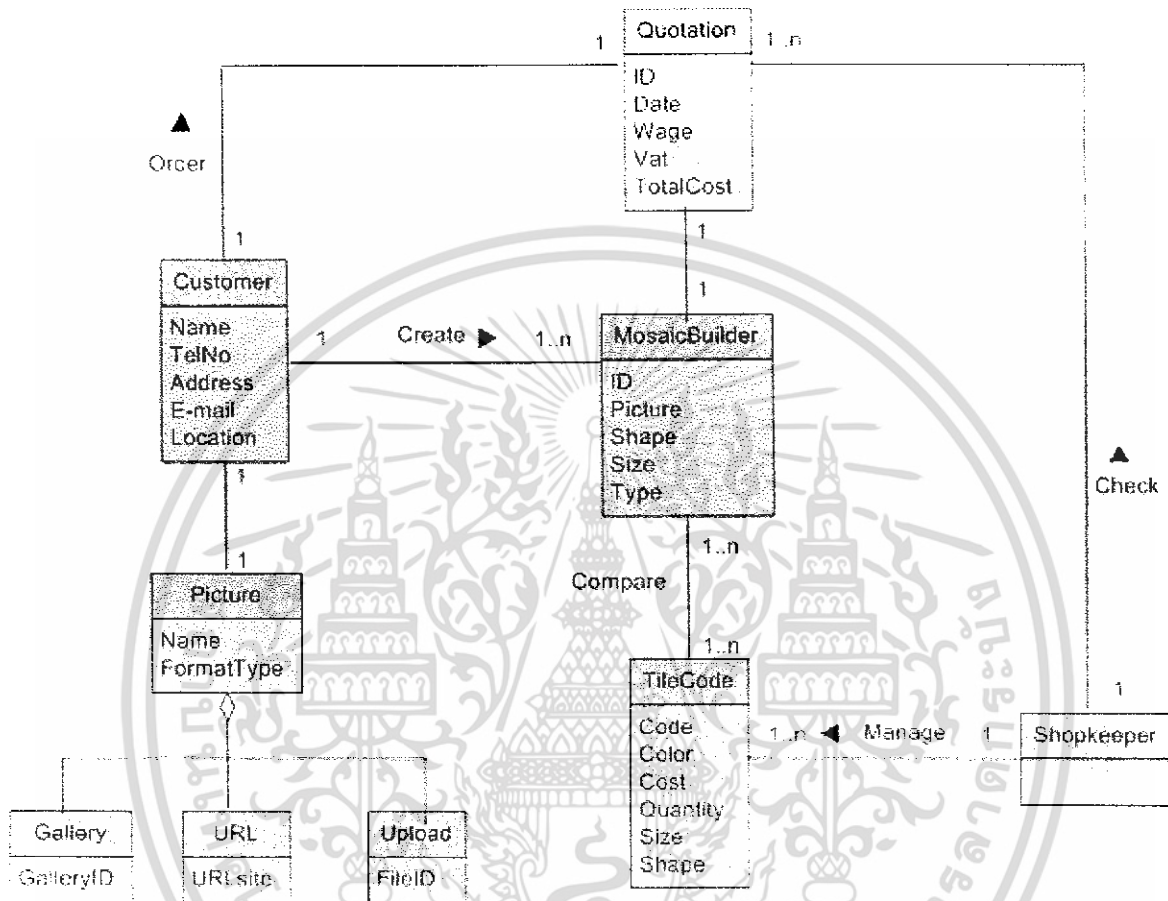 Quotation
1
1..n
ID
Date
Wage
Vat
TotalCost
Orcer
1
1
Customer
Name
TelNo
Address
E-mail
Location
1
Create
1..n
1
MosaicBuilder
ID
Picture
Shape
Size
Type
Check
1
1..n
Compare
1
Picture
Name
FormatType
1..n
TileCode
Code
Color
Cost
Quantity
Size
Shape
1..n
Manage
1
1
Shopkeeper
Gallery
GalleryID
URL
URLsite
Upload
FileID